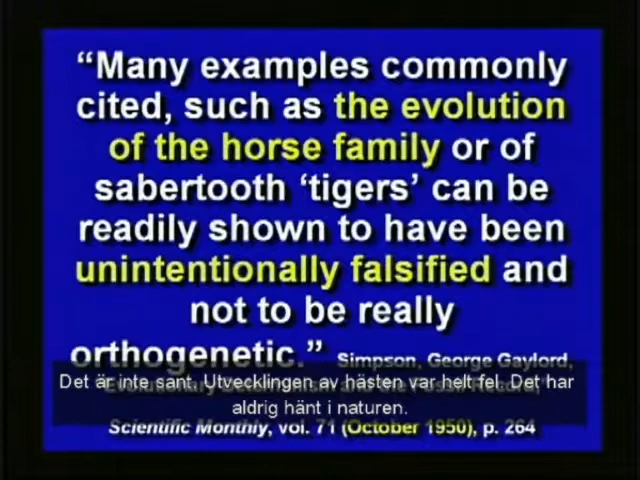 “Many examples commonly
cited, such as the evolution
of the horse family or of
sabertooth ‘tigers’ can be
readily shown to have been
unintentionally falsified and
not to be really
orthogenetic.” Simpson, George Gaylord,
Det är inte sant. Utvecklingen av hästen var helt fel. Det har
aldrig hänt i naturen.
Scientific Monthly, vol. 71 (October 1950), p. 264